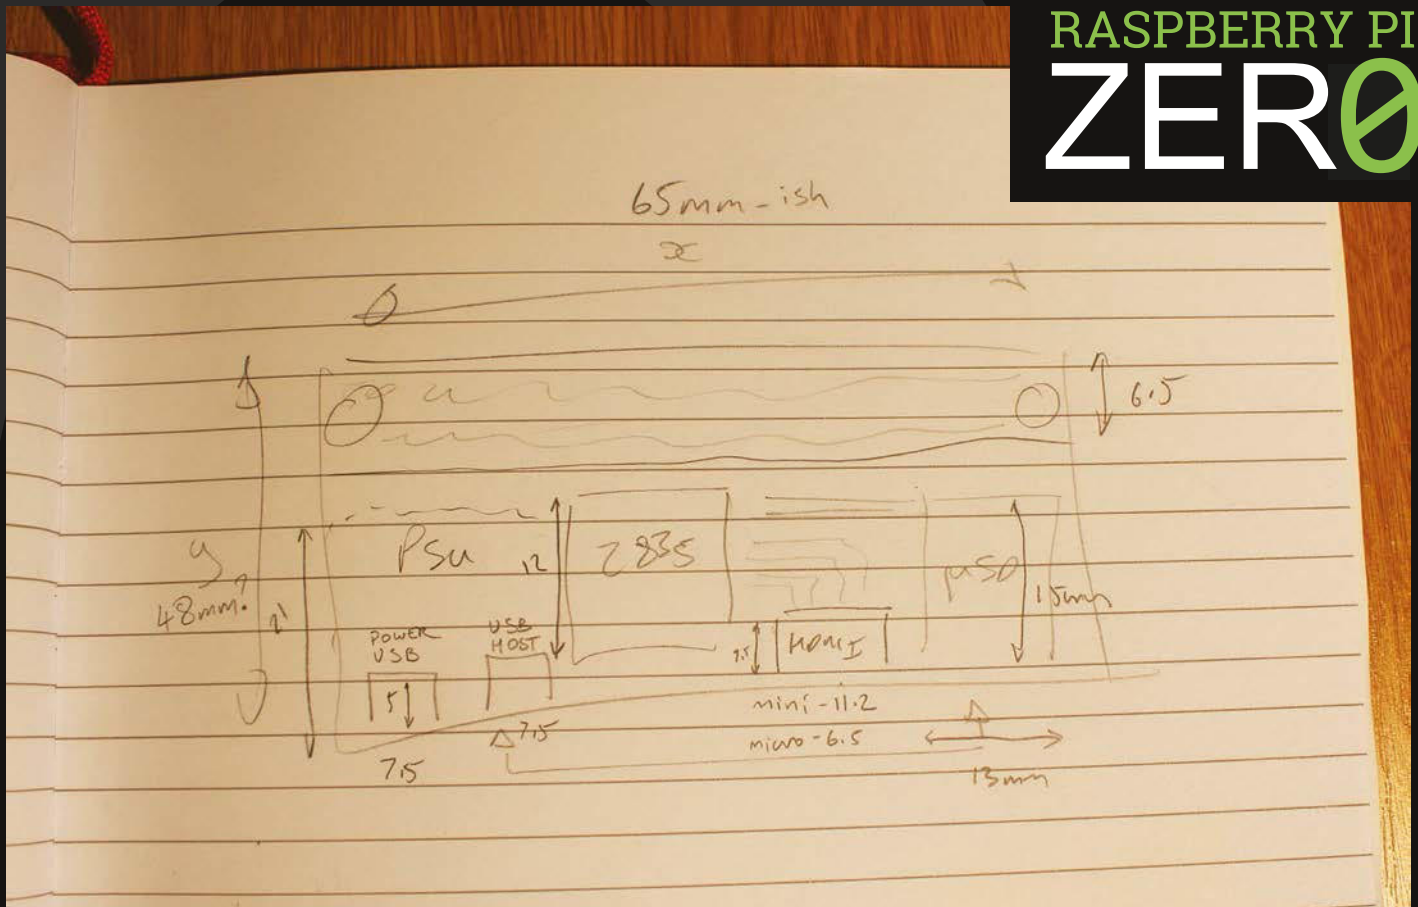 RASPBERRY PI
ZER0
65mm-ish
x
6.5
y
48mm?
PSU
12
2835
μSD
15mm
POWER
USB
USB
HOST
5
7.5
HDMI
mini - 11.2
micro - 6.5
7.5
7.5
13mm